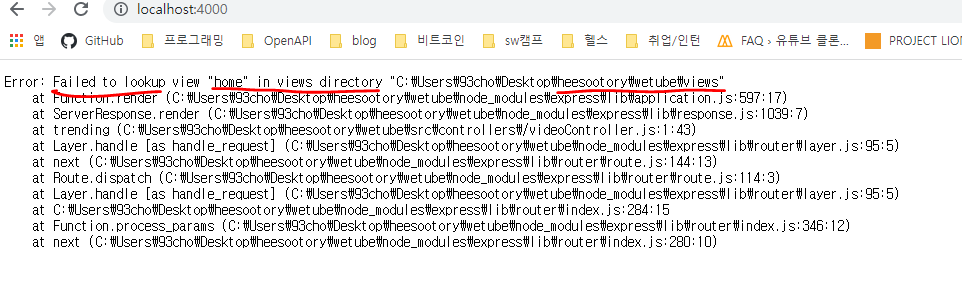 localhost:4000
앱 GitHub 프로그래밍 OpenAPI blog 비트코인 sw캠프 헬스 취업/인턴 FAQ › 유튜브 클론... PROJECT LION
Error: Failed to lookup view "home" in views directory "C:₩Users₩93cho₩Desktop₩heesootory₩wetube₩views"
at Function.render (C:₩Users₩93cho₩Desktop₩heesootory₩wetube₩node_modules₩express₩lib₩application.js:597:17)
at ServerResponse.render (C:₩Users₩93cho₩Desktop₩heesootory₩wetube₩node_modules₩express₩lib₩response.js:1039:7)
at trending (C:₩Users₩93cho₩Desktop₩heesootory₩wetube₩src₩controllers₩/videoController.js:1:43)
at Layer.handle [as handle_request] (C:₩Users₩93cho₩Desktop₩heesootory₩wetube₩node_modules₩express₩lib₩router₩layer.js:95:5)
at next (C:₩Users₩93cho₩Desktop₩heesootory₩wetube₩node_modules₩express₩lib₩router₩route.js:144:13)
at Route.dispatch (C:₩Users₩93cho₩Desktop₩heesootory₩wetube₩node_modules₩express₩lib₩router₩route.js:114:3)
at Layer.handle [as handle_request] (C:₩Users₩93cho₩Desktop₩heesootory₩wetube₩node_modules₩express₩lib₩router₩layer.js:95:5)
at C:₩Users₩93cho₩Desktop₩heesootory₩wetube₩node_modules₩express₩lib₩router₩index.js:284:15
at Function.process_params (C:₩Users₩93cho₩Desktop₩heesootory₩wetube₩node_modules₩express₩lib₩router₩index.js:346:12)
at next (C:₩Users₩93cho₩Desktop₩heesootory₩wetube₩node_modules₩express₩lib₩router₩index.js:280:10)